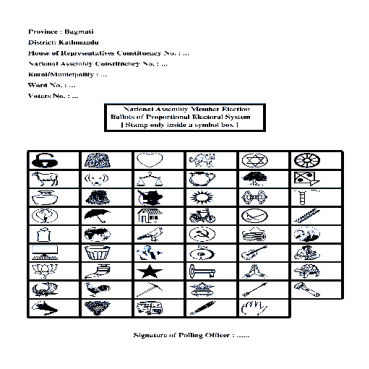 Province : Bagmati
District: Kathmandu
House of Representatives Constituency No. : ...
National Assembly Constituency No. : ...
Rural/Municipality : ...
Word No. : ...
Voters No. : ...
National Assembly Member Election
Ballots of Proportional Electoral System
[ Stamp only inside a symbol box ]
Signature of Polling Officer : ......